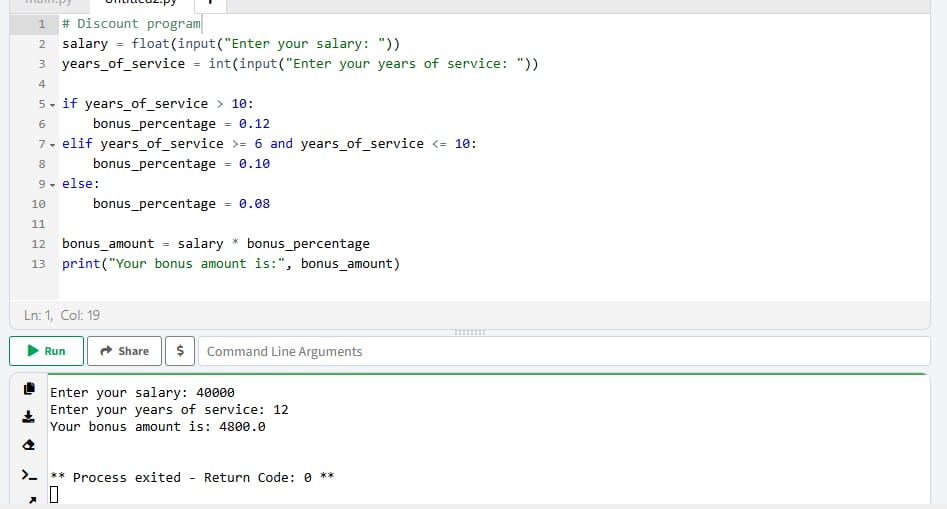 main.py Untitled2.py +
1 # Discount program
2 salary = float(input("Enter your salary: "))
3 years_of_service = int(input("Enter your years of service: "))
4
5 if years_of_service > 10:
6 bonus_percentage = 0.12
7 elif years_of_service >= 6 and years_of_service <= 10:
8 bonus_percentage = 0.10
9 else:
10 bonus_percentage = 0.08
11
12 bonus_amount = salary * bonus_percentage
13 print("Your bonus amount is:", bonus_amount)
Ln: 1, Col: 19
Run Share $ Command Line Arguments
Enter your salary: 40000
Enter your years of service: 12
Your bonus amount is: 4800.0
** Process exited - Return Code: 0 **